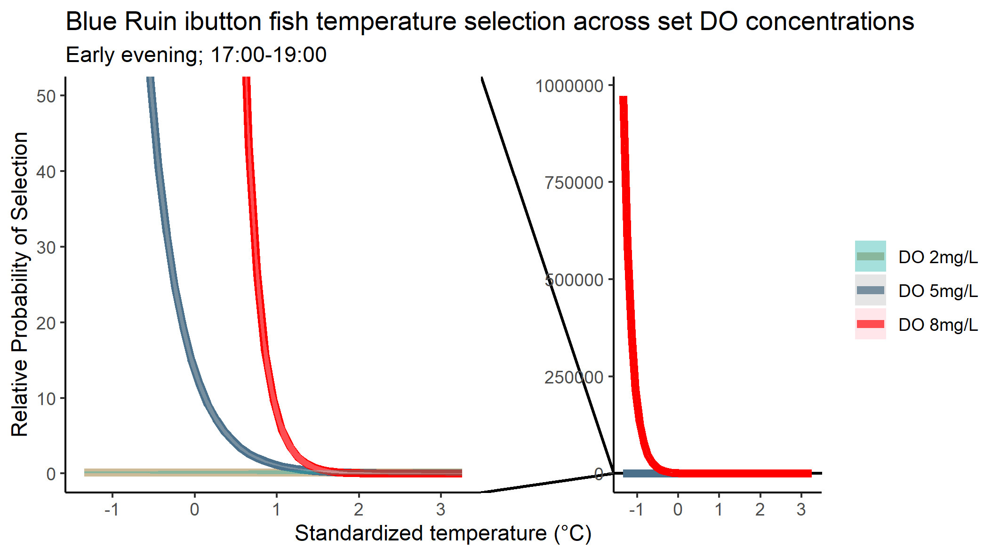 Blue Ruin ibutton fish temperature selection across set DO concentrations
Early evening; 17:00-19:00
Relative Probability of Selection
50
40
30
20
10
0
-1 0 1 2 3
1000000
750000
500000
250000
0
-1 0 1 2 3
Standardized temperature (°C)
DO 2mg/L
DO 5mg/L
DO 8mg/L